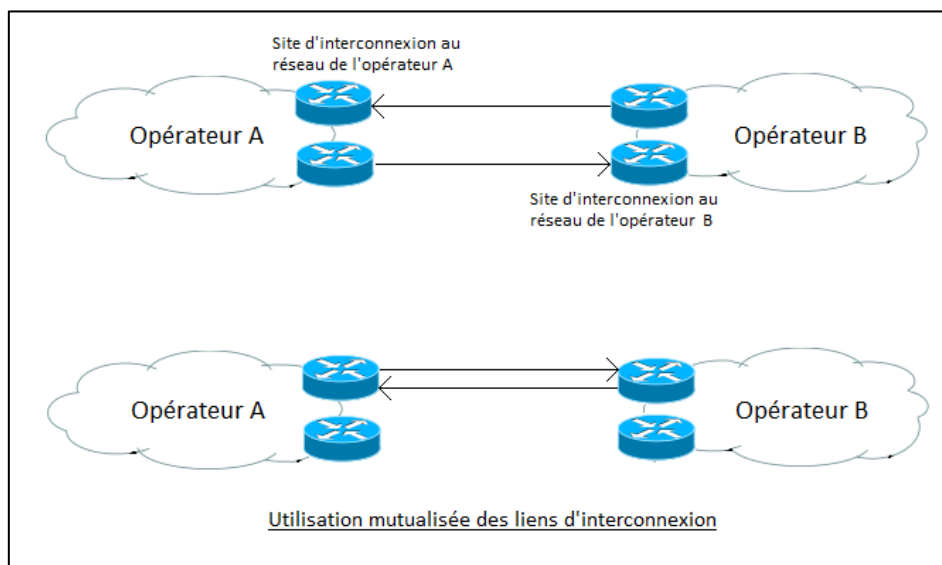 Site d'interconnexion au
réseau de l'opérateur A
Opérateur A
Opérateur B
Site d'interconnexion au
réseau de l'opérateur B
Opérateur A
Opérateur B
Utilisation mutualisée des liens d'interconnexion